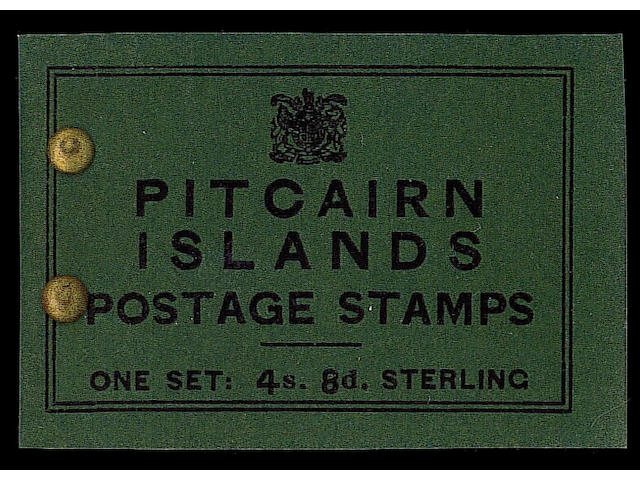 PITCAIRN
ISLANDS
POSTAGE STAMPS
ONE SET: 4s. 8d. STERLING